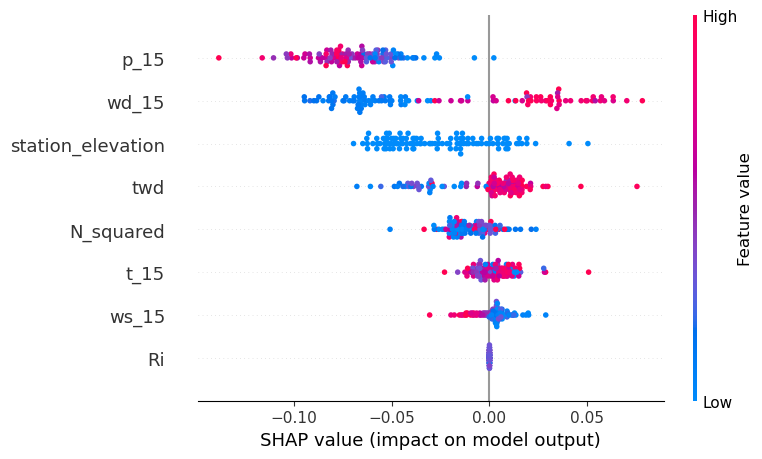 High
p_15
wd_15
station_elevation
twd
N_squared
t_15
ws_15
Ri
Feature value
Low
−0.10 −0.05 0.00 0.05
SHAP value (impact on model output)